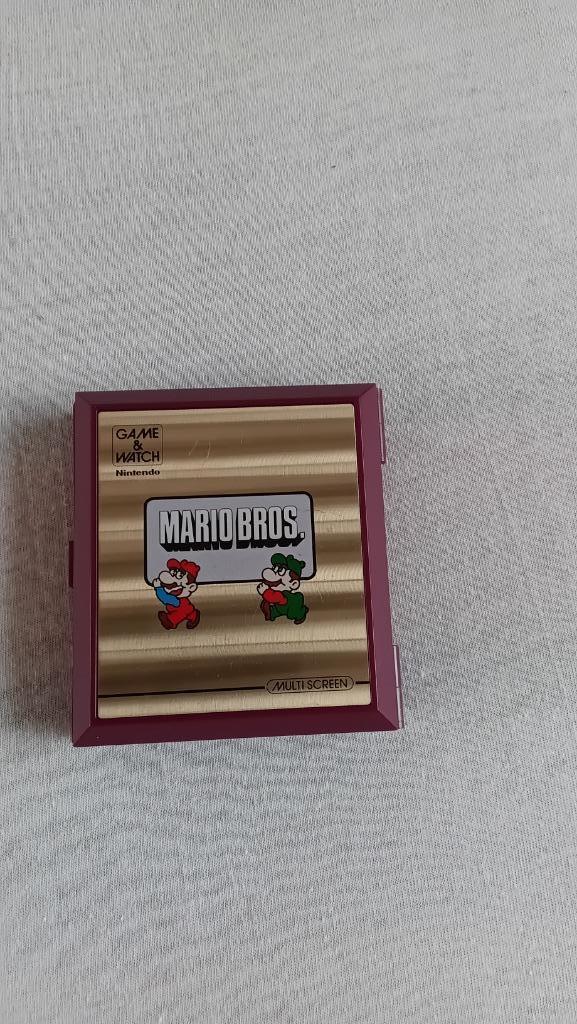 GAME
&
WATCH
Nintendo
MARIO BROS.
MULTI SCREEN